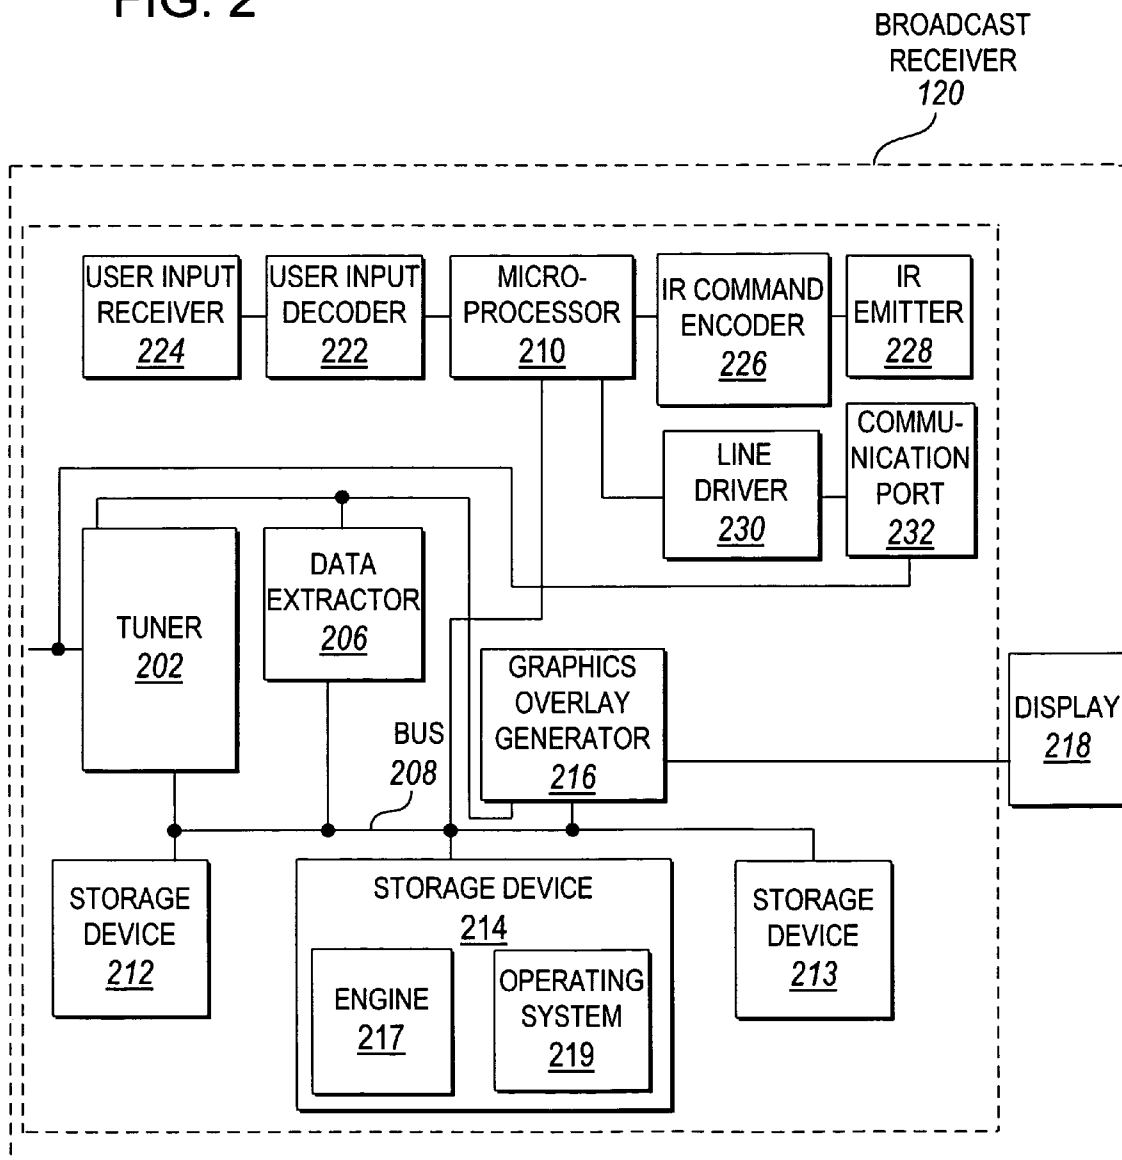 FIG. 2
BROADCAST
RECEIVER
120
USER INPUT
RECEIVER
224
USER INPUT
DECODER
222
MICRO-
PROCESSOR
210
IR COMMAND
ENCODER
226
IR
EMITTER
228
LINE
DRIVER
230
COMMU-
NICATION
PORT
232
TUNER
202
DATA
EXTRACTOR
206
GRAPHICS
OVERLAY
GENERATOR
216
DISPLAY
218
BUS
208
STORAGE
DEVICE
212
STORAGE DEVICE
214
ENGINE
217
OPERATING
SYSTEM
219
STORAGE
DEVICE
213